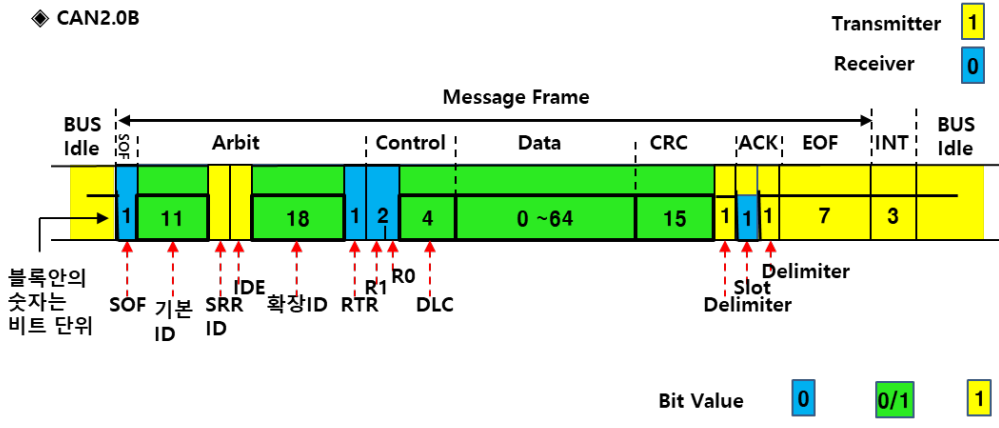 ◈ CAN2.0B
Transmitter 1
Receiver 0
Message Frame
BUS Idle SOF Arbit Control Data CRC ACK EOF INT BUS Idle
1 11 18 1 2 4 0 ~64 15 1 1 1 7 3
블록안의
숫자는
비트 단위
SOF 기본 ID SRR ID IDE 확장ID RTR R1 R0 DLC Delimiter Slot Delimiter
Bit Value 0 0/1 1